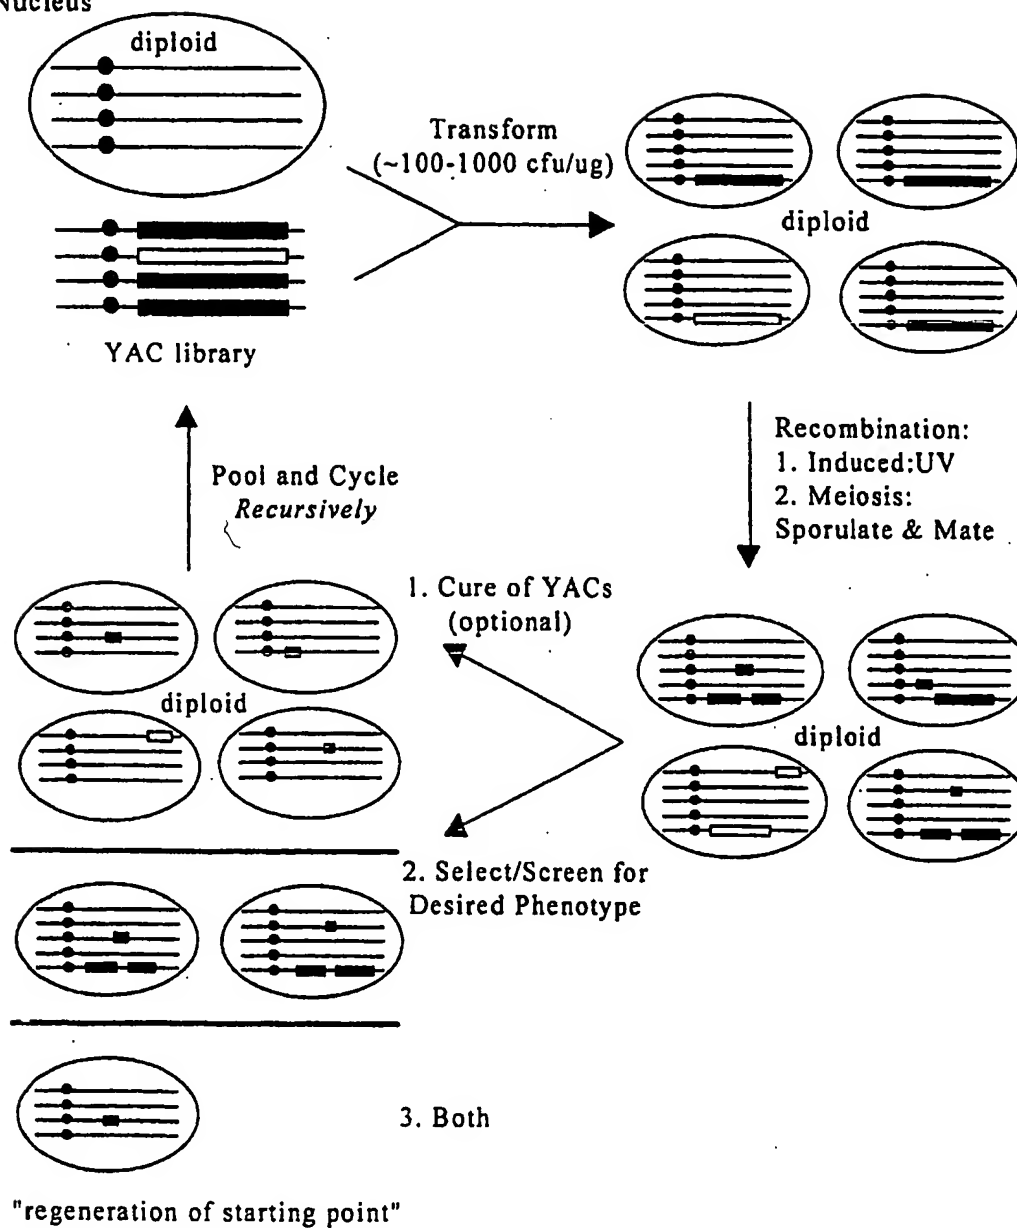 Nucleus
diploid
Transform
(~100-1000 cfu/ug)
diploid
YAC library
Recombination:
1. Induced:UV
2. Meiosis:
Sporulate & Mate
Pool and Cycle
Recursively
1. Cure of YACs
(optional)
diploid
diploid
2. Select/Screen for
Desired Phenotype
3. Both
"regeneration of starting point"